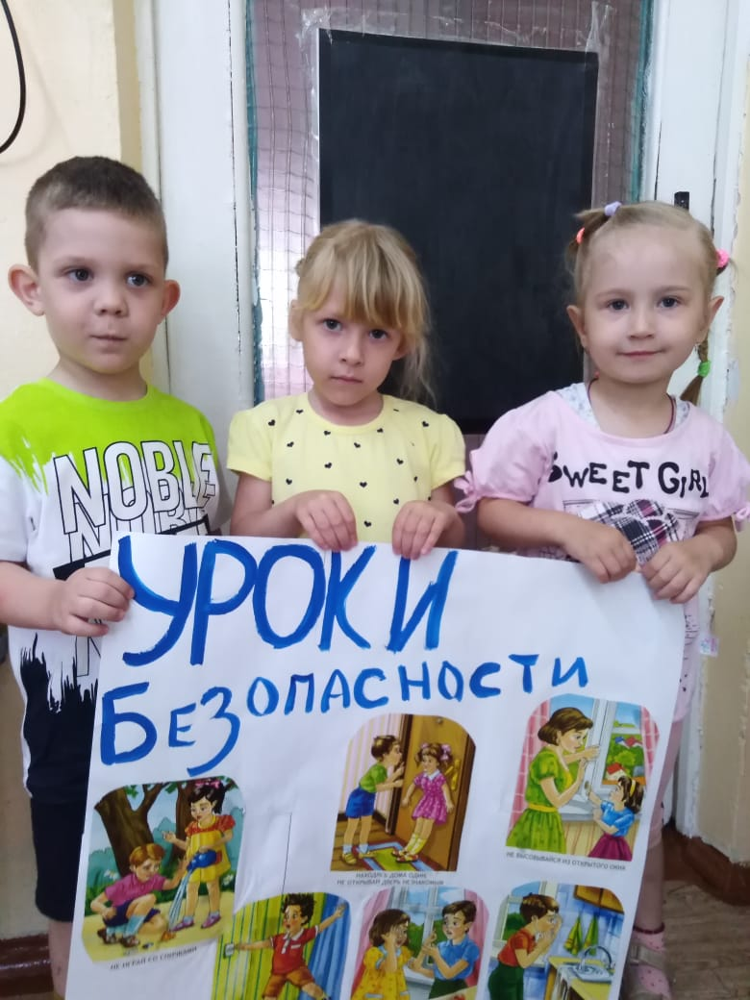 NOBLE
SWEET GIRL
УРОКИ
БЕЗОПАСНОСТИ
НЕ ИГРАЙ СО СПИЧКАМИ
НАХОДЯСЬ ДОМА ОДИН,
НЕ ОТКРЫВАЙ ДВЕРЬ НЕЗНАКОМЫМ
НЕ ВЫСОВЫВАЙСЯ ИЗ ОТКРЫТОГО ОКНА